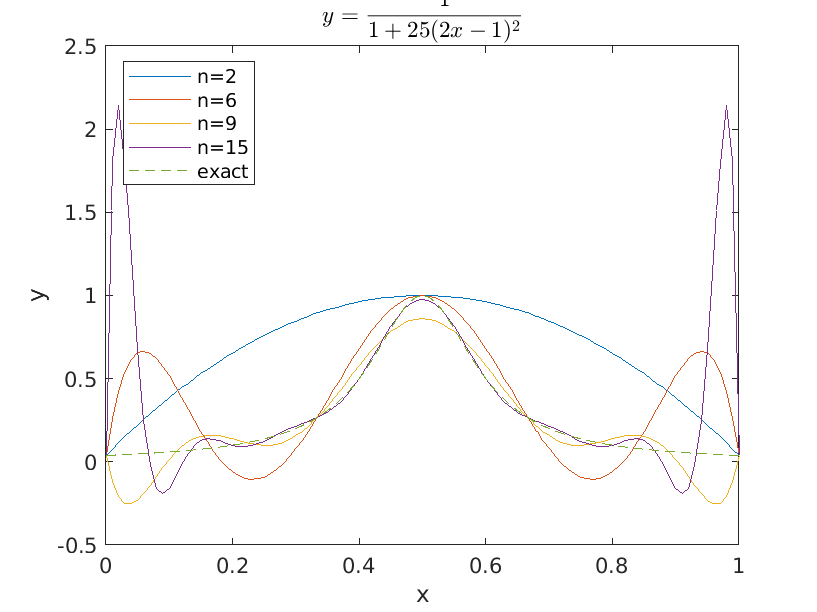 y = \frac{1}{1 + 25(2x - 1)^2}
2.5
2
1.5
1
0.5
0
-0.5
y
n=2
n=6
n=9
n=15
exact
0 0.2 0.4 0.6 0.8 1
x